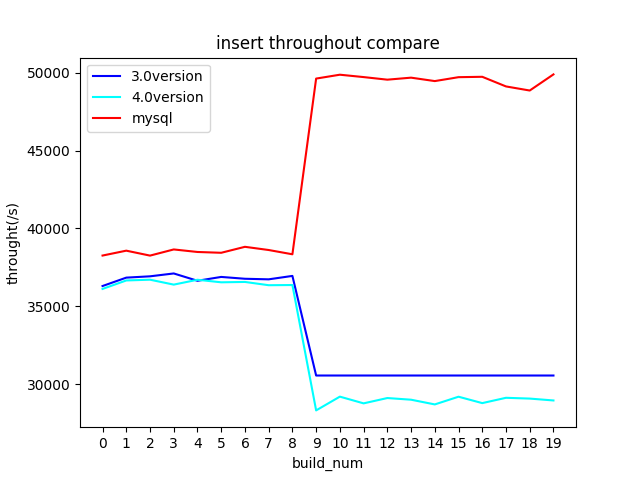 insert throughout compare
3.0version
4.0version
mysql
throught(/s)
50000
45000
40000
35000
30000
0 1 2 3 4 5 6 7 8 9 10 11 12 13 14 15 16 17 18 19
build_num